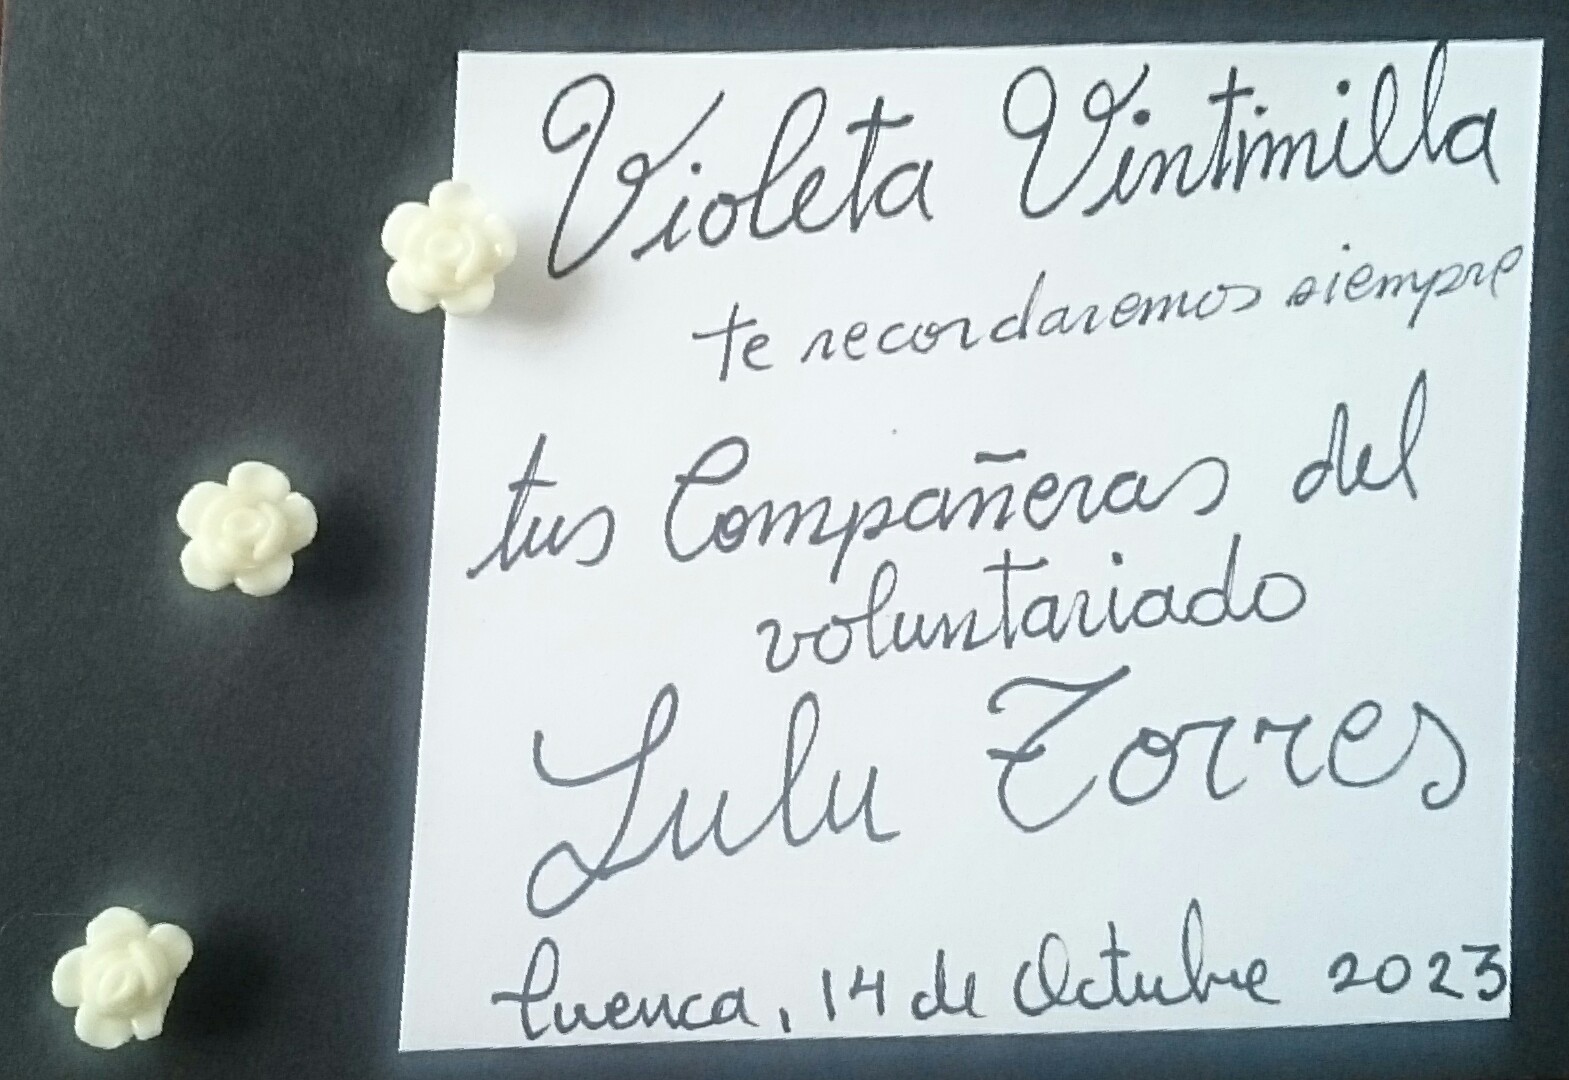 Violeta Vintimilla
te recordaremos siempre
tus Compañeras del
voluntariado
Lulu Torres
Cuenca, 14 de Octubre 2023